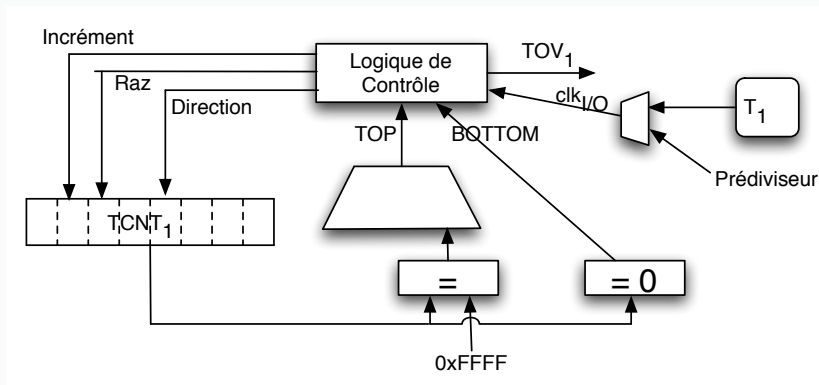 Incrément
Raz
Direction
Logique de
Contrôle
TOV1
clkI/O
T1
TOP
BOTTOM
Prédiviseur
TCNT1
=
= 0
0xFFFF